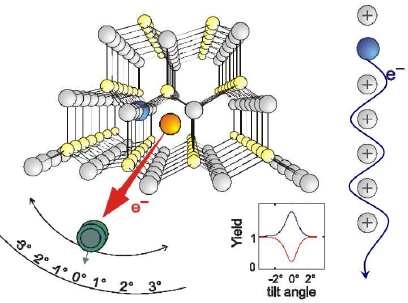 +
e⁻
+
+
+
+
+
e⁻
-3° -2° -1° 0° 1° 2° 3°
Yield
1
0
-2° 0° 2°
tilt angle